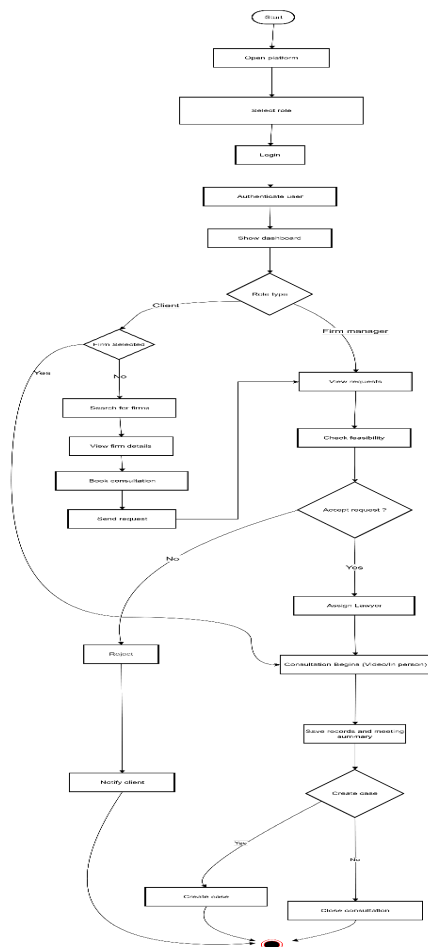 Start
Open platform
Select role
Login
Authenticate user
Show dashboard
Role type
Client
Firm manager
Firm selected
Yes
No
View requests
Search for firms
Check feasibility
View firm details
Book consultation
Send request
Accept request ?
No
Yes
Assign Lawyer
Reject
Consultation Begins (Video/In person)
Save records and meeting
summary
Notify client
Create case
Yes
No
Create case
Close consultation